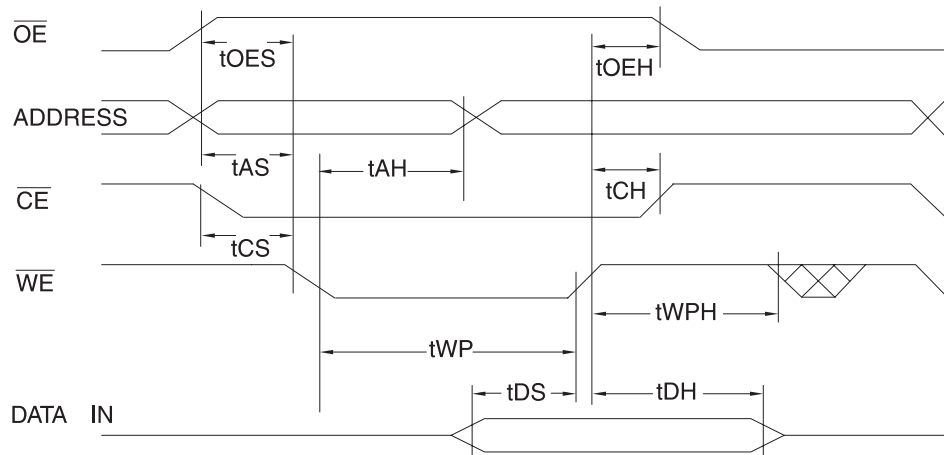 OE
tOES
tOEH
ADDRESS
tAS
tAH
tCH
CE
tCS
WE
tWPH
tWP
tDS
tDH
DATA IN